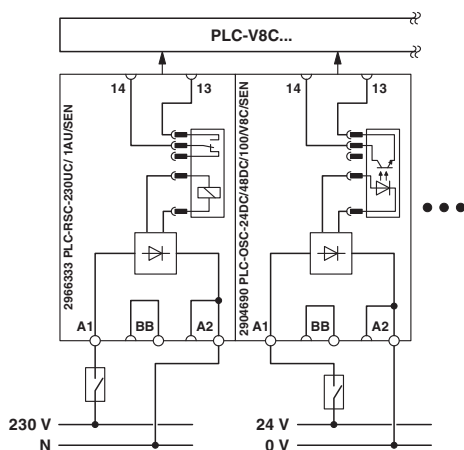 PLC-V8C...
14
13
14
13
2966333 PLC-RSC-230UC/ 1AU/SEN
2904690 PLC-OSC-24DC/48DC/100/V8C/SEN
A1
BB
A2
A1
BB
A2
230 V
24 V
N
0 V